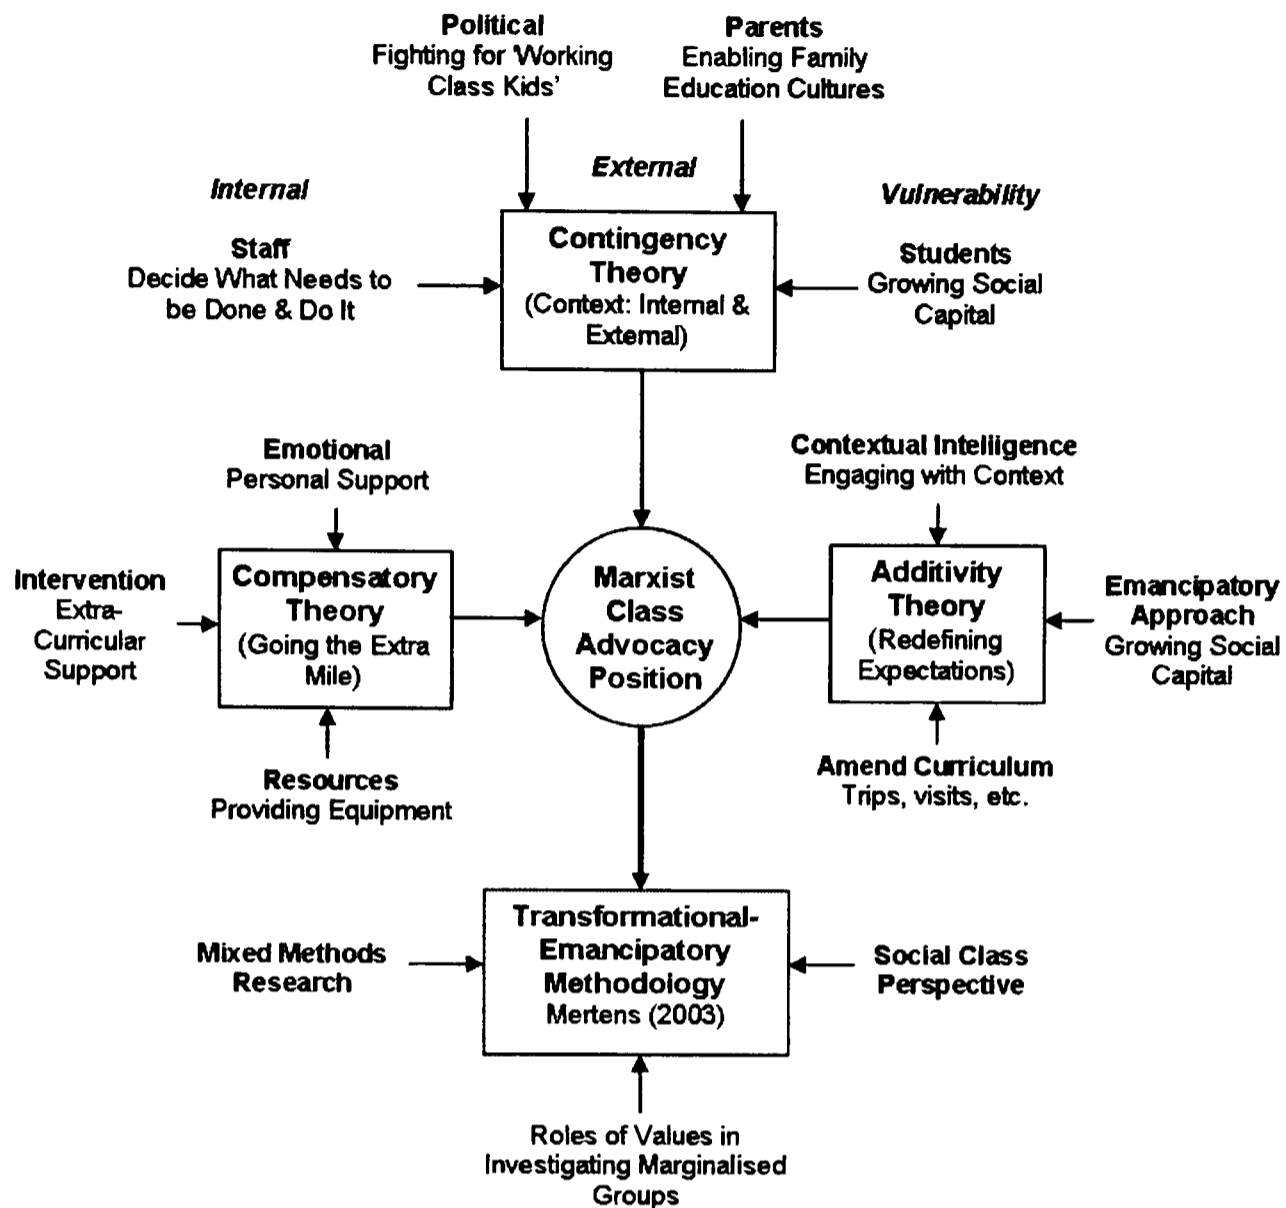 Political
Fighting for 'Working
Class Kids'
Parents
Enabling Family
Education Cultures
Internal
External
Vulnerability
Staff
Decide What Needs to
be Done & Do It
Contingency
Theory
(Context: Internal &
External)
Students
Growing Social
Capital
Emotional
Personal Support
Contextual Intelligence
Engaging with Context
Intervention
Extra-
Curricular
Support
Compensatory
Theory
(Going the Extra
Mile)
Marxist
Class
Advocacy
Position
Additivity
Theory
(Redefining
Expectations)
Emancipatory
Approach
Growing Social
Capital
Resources
Providing Equipment
Amend Curriculum
Trips, visits, etc.
Mixed Methods
Research
Transformational-
Emancipatory
Methodology
Mertens (2003)
Social Class
Perspective
Roles of Values in
Investigating Marginalised
Groups